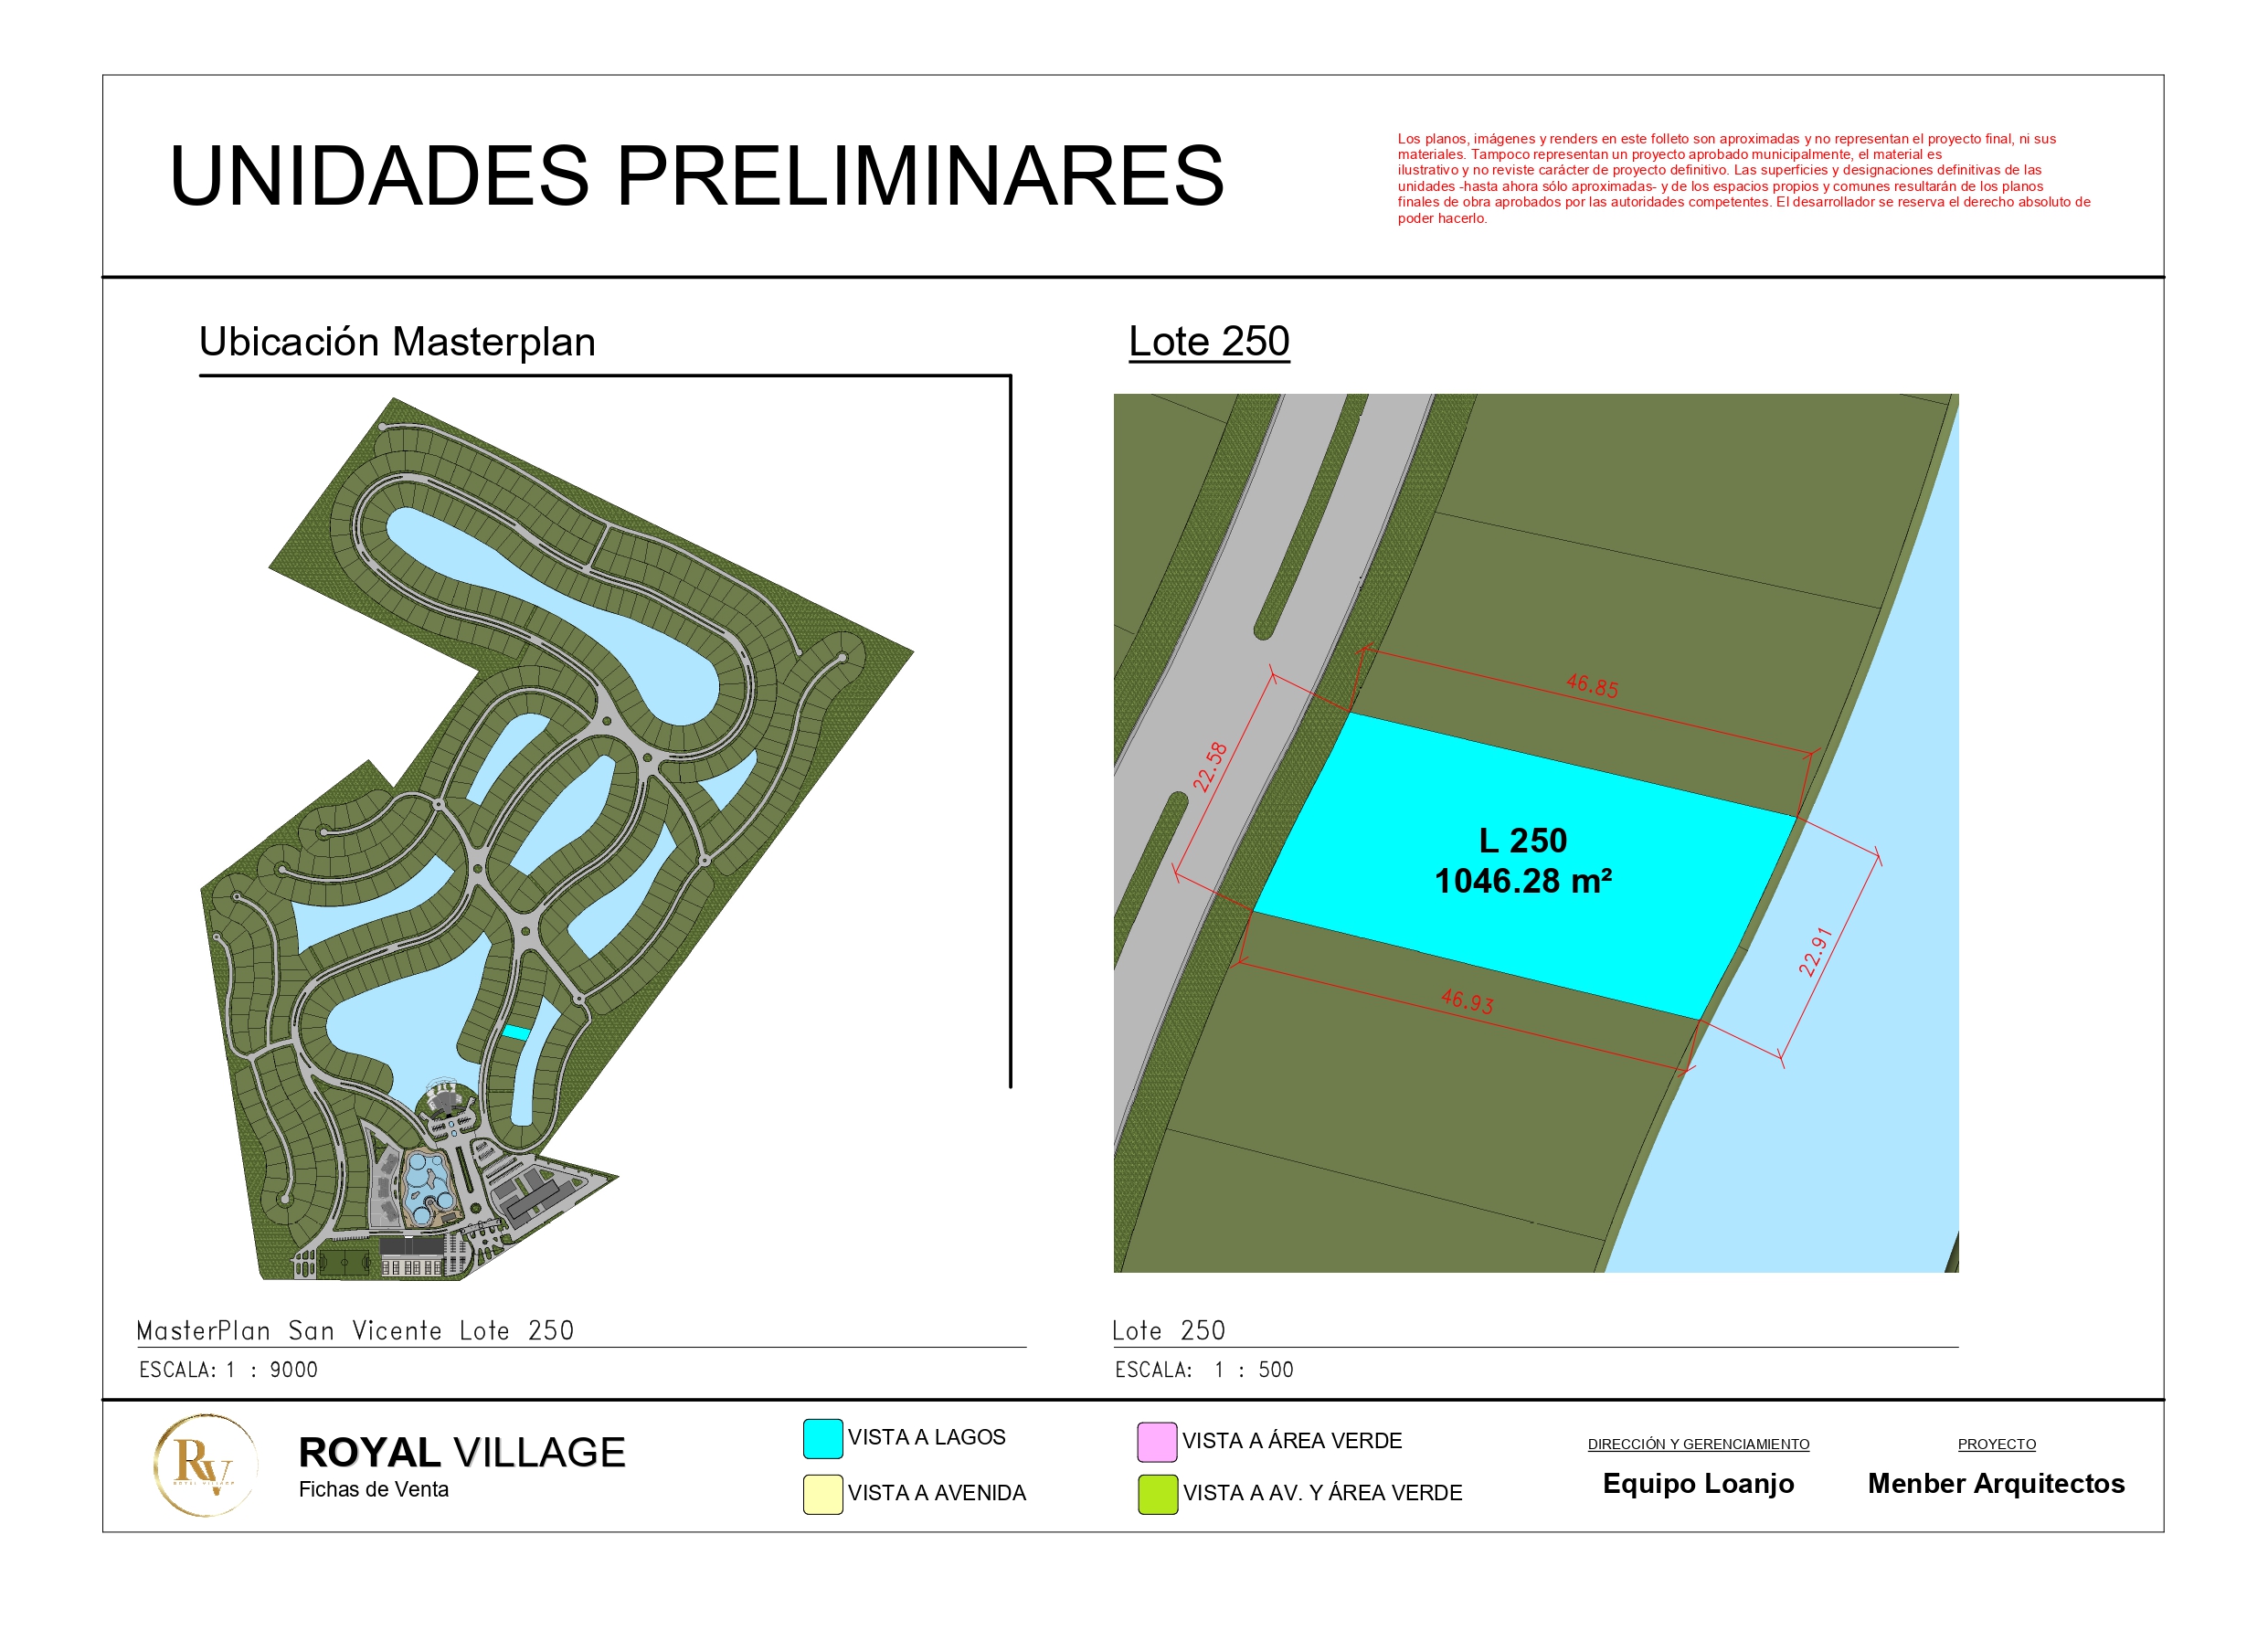 UNIDADES PRELIMINARES
Los planos, imágenes y renders en este folleto son aproximadas y no representan el proyecto final, ni sus
materiales. Tampoco representan un proyecto aprobado municipalmente, el material es
ilustrativo y no reviste carácter de proyecto definitivo. Las superficies y designaciones definitivas de las
unidades -hasta ahora sólo aproximadas- y de los espacios propios y comunes resultarán de los planos
finales de obra aprobados por las autoridades competentes. El desarrollador se reserva el derecho absoluto de
poder hacerlo.
Ubicación Masterplan
Lote 250
46.85
22.58
L 250
1046.28 m²
22.91
46.93
MasterPlan San Vicente Lote 250
ESCALA: 1 : 9000
Lote 250
ESCALA: 1 : 500
RV
ROYAL VILLAGE
ROYAL VILLAGE
Fichas de Venta
VISTA A LAGOS
VISTA A AVENIDA
VISTA A ÁREA VERDE
VISTA A AV. Y ÁREA VERDE
DIRECCIÓN Y GERENCIAMIENTO
Equipo Loanjo
PROYECTO
Menber Arquitectos